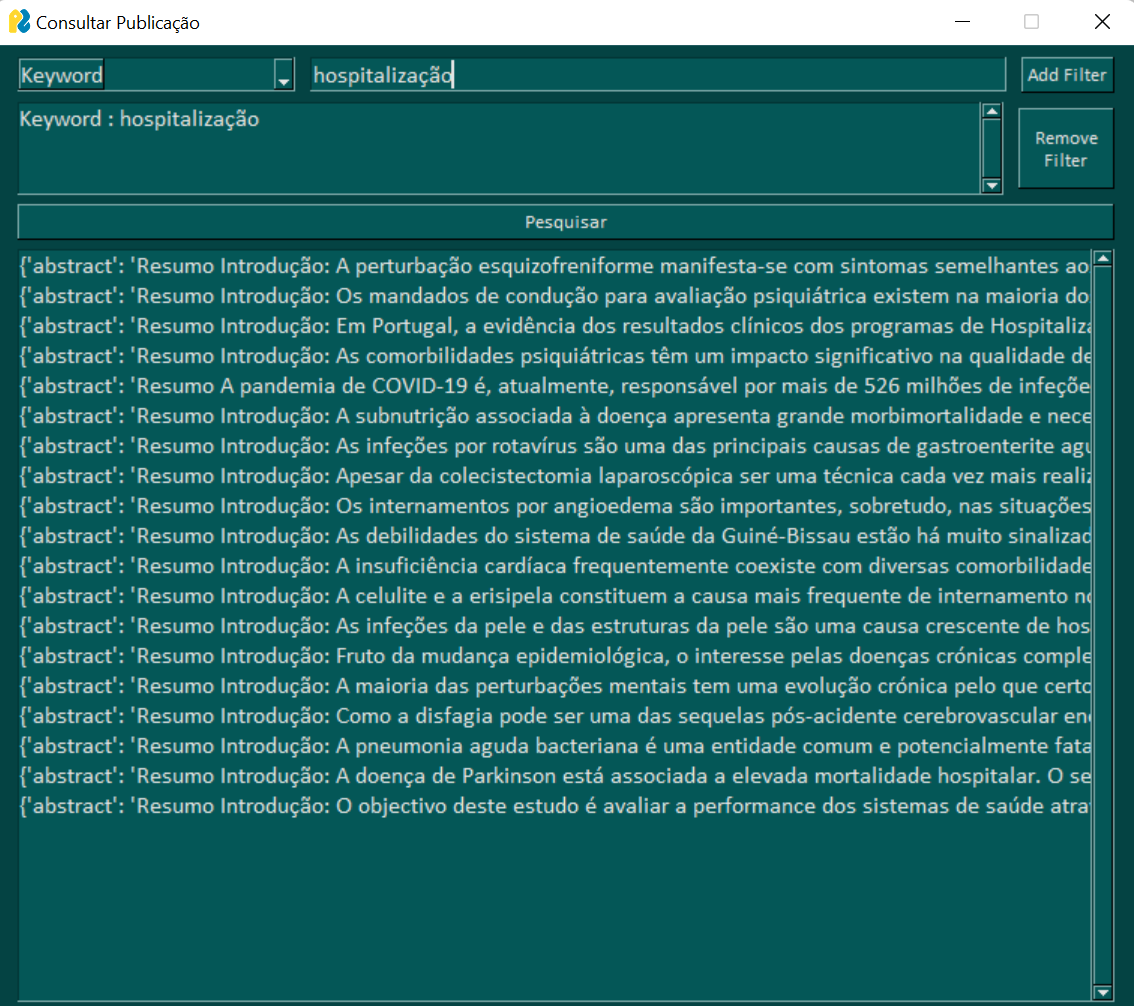 Consultar Publicação
Keyword
hospitalização
Add Filter
Keyword : hospitalização
Remove
Filter
Pesquisar
{'abstract': 'Resumo Introdução: A perturbação esquizofreniforme manifesta-se com sintomas semelhantes ao
{'abstract': 'Resumo Introdução: Os mandados de condução para avaliação psiquiátrica existem na maioria do
{'abstract': 'Resumo Introdução: Em Portugal, a evidência dos resultados clínicos dos programas de Hospitaliza
{'abstract': 'Resumo Introdução: As comorbilidades psiquiátricas têm um impacto significativo na qualidade de
{'abstract': 'Resumo A pandemia de COVID-19 é, atualmente, responsável por mais de 526 milhões de infeçõe
{'abstract': 'Resumo Introdução: A subnutrição associada à doença apresenta grande morbimortalidade e nece
{'abstract': 'Resumo Introdução: As infeções por rotavírus são uma das principais causas de gastroenterite agu
{'abstract': 'Resumo Introdução: Apesar da colecistectomia laparoscópica ser uma técnica cada vez mais realiz
{'abstract': 'Resumo Introdução: Os internamentos por angioedema são importantes, sobretudo, nas situações
{'abstract': 'Resumo Introdução: As debilidades do sistema de saúde da Guiné-Bissau estão há muito sinalizad
{'abstract': 'Resumo Introdução: A insuficiência cardíaca frequentemente coexiste com diversas comorbilidade
{'abstract': 'Resumo Introdução: A celulite e a erisipela constituem a causa mais frequente de internamento no
{'abstract': 'Resumo Introdução: As infeções da pele e das estruturas da pele são uma causa crescente de hos
{'abstract': 'Resumo Introdução: Fruto da mudança epidemiológica, o interesse pelas doenças crónicas comple
{'abstract': 'Resumo Introdução: A maioria das perturbações mentais tem uma evolução crónica pelo que certo
{'abstract': 'Resumo Introdução: Como a disfagia pode ser uma das sequelas pós-acidente cerebrovascular en
{'abstract': 'Resumo Introdução: A pneumonia aguda bacteriana é uma entidade comum e potencialmente fata
{'abstract': 'Resumo Introdução: A doença de Parkinson está associada a elevada mortalidade hospitalar. O se
{'abstract': 'Resumo Introdução: O objectivo deste estudo é avaliar a performance dos sistemas de saúde atra